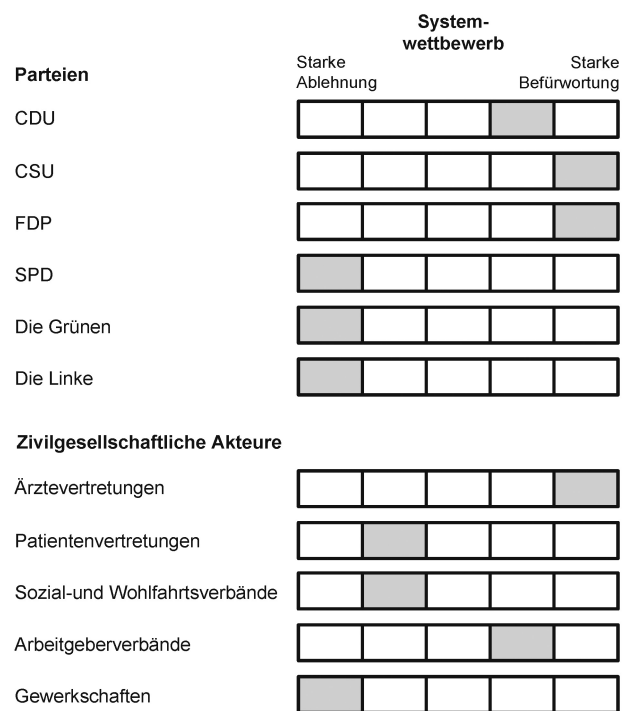 System-
wettbewerb
Parteien
Starke
Ablehnung
Starke
Befürwortung
CDU
CSU
FDP
SPD
Die Grünen
Die Linke
Zivilgesellschaftliche Akteure
Ärztevertretungen
Patientenvertretungen
Sozial-und Wohlfahrtsverbände
Arbeitgeberverbände
Gewerkschaften